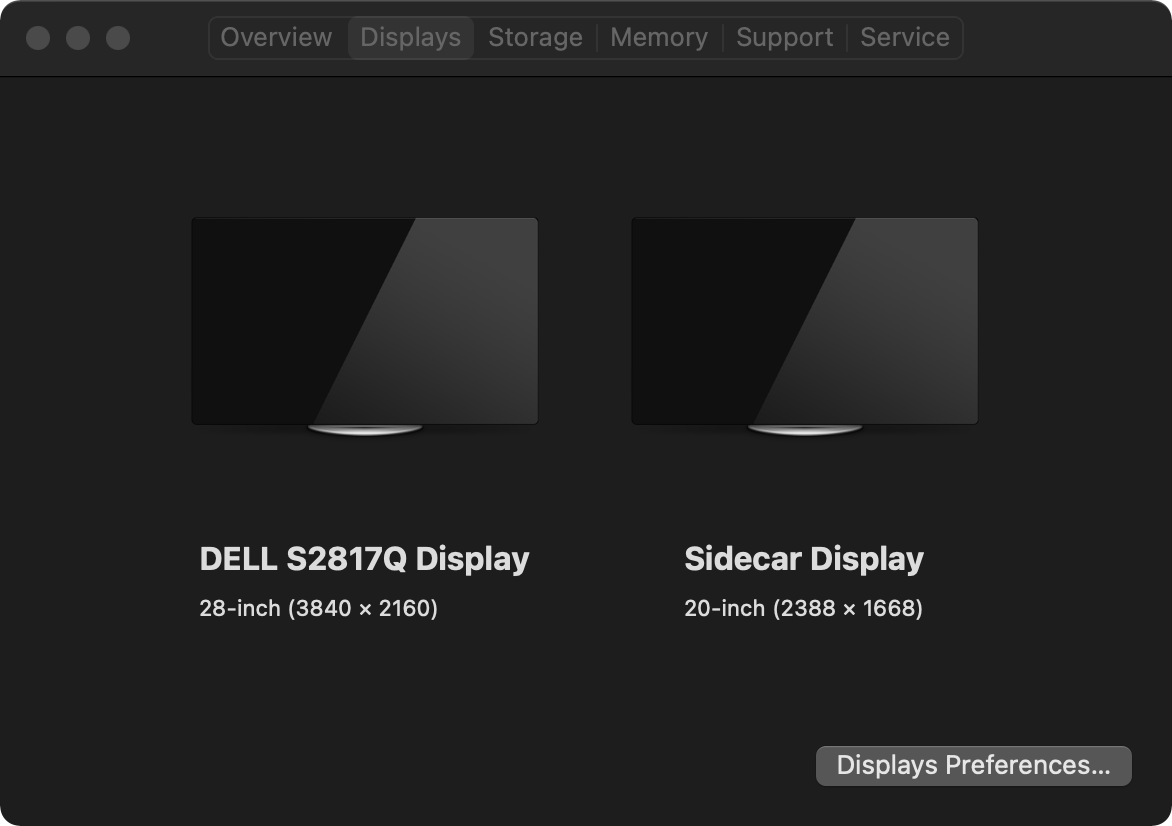 Overview Displays Storage Memory Support Service
DELL S2817Q Display
28-inch (3840 × 2160)
Sidecar Display
20-inch (2388 × 1668)
Displays Preferences...